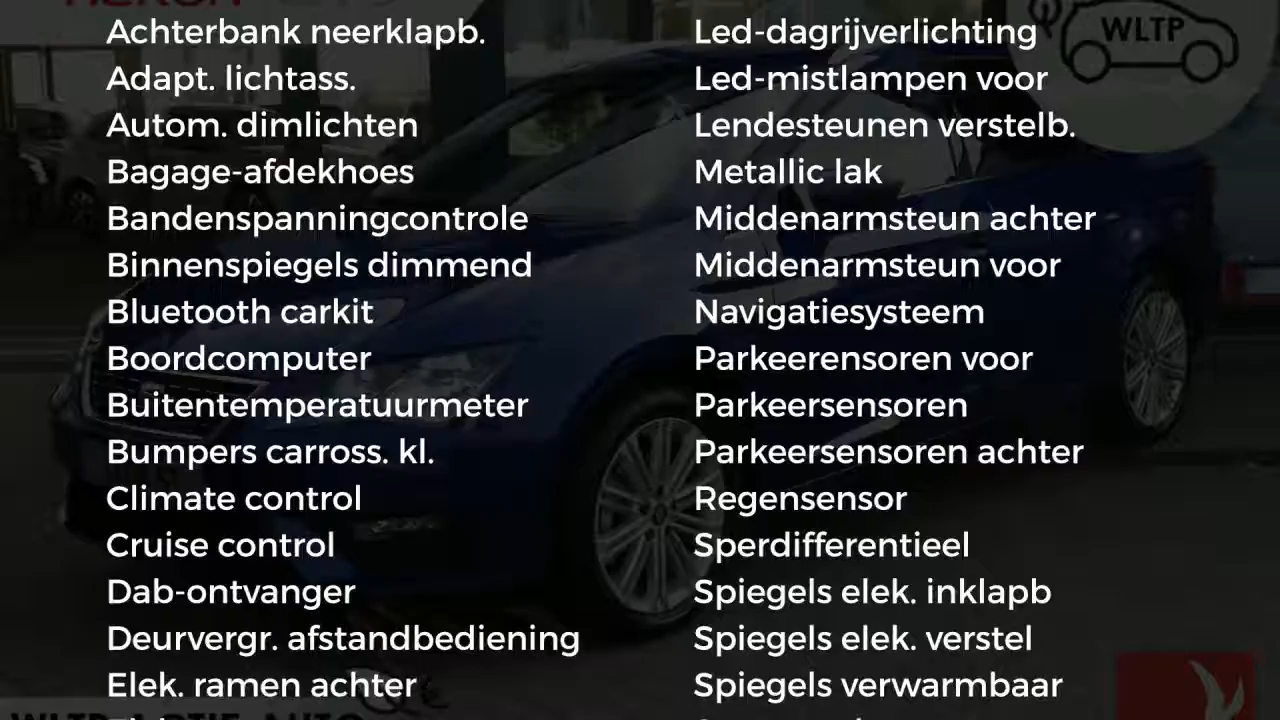 Achterbank neerklapb.
Adapt. lichtass.
Autom. dimlichten
Bagage-afdekhoes
Bandenspanningcontrole
Binnenspiegels dimmend
Bluetooth carkit
Boordcomputer
Buitentemperatuurmeter
Bumpers carross. kl.
Climate control
Cruise control
Dab-ontvanger
Deurvergr. afstandbediening
Elek. ramen achter
Led-dagrijverlichting
Led-mistlampen voor
Lendesteunen verstelb.
Metallic lak
Middenarmsteun achter
Middenarmsteun voor
Navigatiesysteem
Parkeerensoren voor
Parkeersensoren
Parkeersensoren achter
Regensensor
Sperdifferentieel
Spiegels elek. inklapb
Spiegels elek. verstel
Spiegels verwarmbaar
WLTP